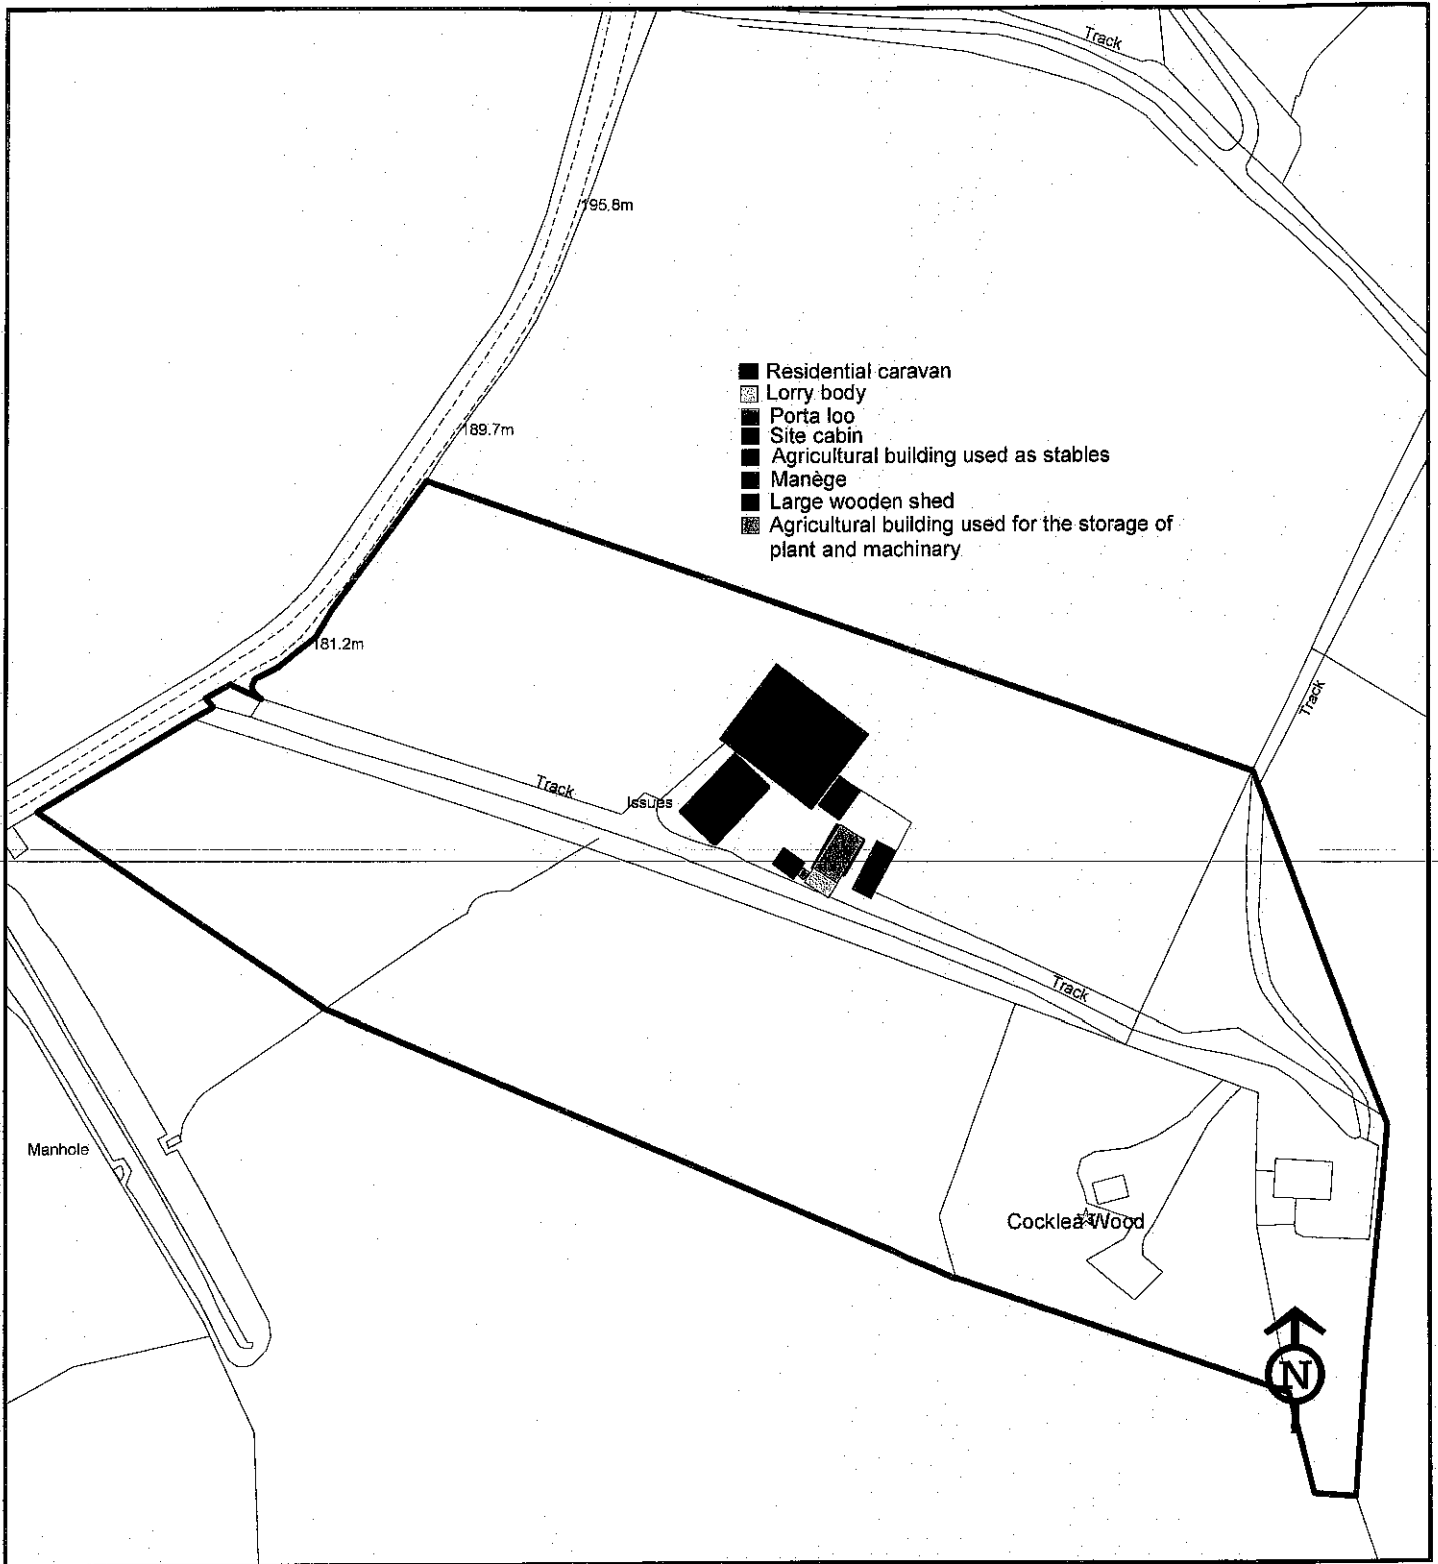 Track
195.8m
Residential caravan
Lorry body
Porta loo
Site cabin
Agricultural building used as stables
Manège
Large wooden shed
Agricultural building used for the storage of
plant and machinary
189.7m
181.2m
Track
Track
Issues
Track
Manhole
Cocklea Wood
N